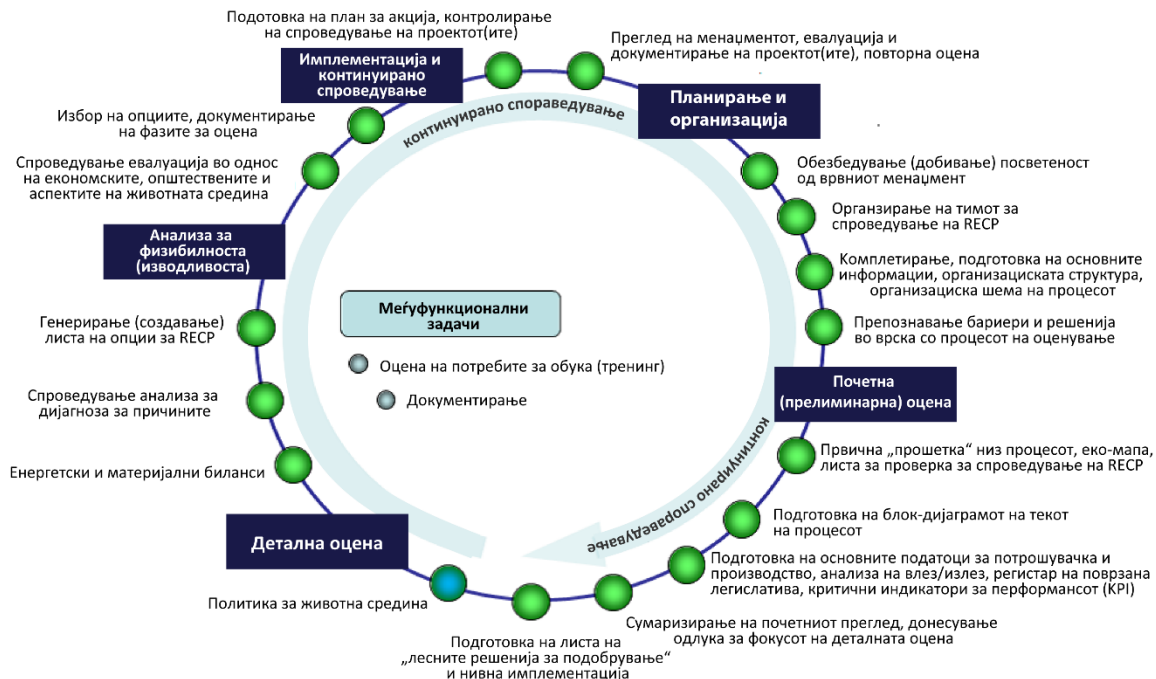 Подготовка на план за акција, контролирање
на спроведување на проектот(ите)
Преглед на менаџментот, евалуација и
документирање на проектот(ите), повторна оцена
Имплементација и
континуирано
спроведување
Планирање и
организација
континуирано спораведување
Избор на опциите, документирање
на фазите за оцена
Спроведување евалуација во однос
на економските, општествените и
аспектите на животната средина
Обезбедување (добивање) посветеност
од врвниот менаџмент
Органзирање на тимот за
спроведување на RECP
Анализа за
физибилноста
(изводливоста)
Комплетирање, подготовка на основните
информации, организациската структура,
организациска шема на процесот
Меѓуфункционални
задачи
Генерирање (создавање)
листа на опции за RECP
Препознавање бариери и решенија
во врска со процесот на оценување
Оцена на потребите за обука (тренинг)
Документирање
Спроведување анализа за
дијагноза за причините
Почетна
(прелиминарна) оцена
Енергетски и материјални биланси
Првична „прошетка“ низ процесот, еко-мапа,
листа за проверка за спроведување на RECP
континуирано спораведување
Детална оцена
Подготовка на блок-дијаграмот на текот
на процесот
Подготовка на основните податоци за потрошувачка и
производство, анализа на влез/излез, регистар на поврзана
легислатива, критични индикатори за перформансот (KPI)
Политика за животна средина
Сумаризирање на почетниот преглед, донесување
одлука за фокусот на деталната оцена
Подготовка на листа на
„лесните решенија за подобрување“
и нивна имплементација